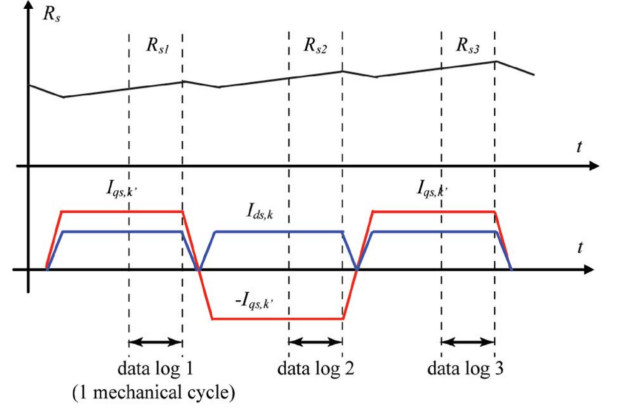 R_s
R_s1 R_s2 R_s3
t
I_qs,k' I_ds,k I_qs,k'
t
-I_qs,k'
data log 1 data log 2 data log 3
(1 mechanical cycle)